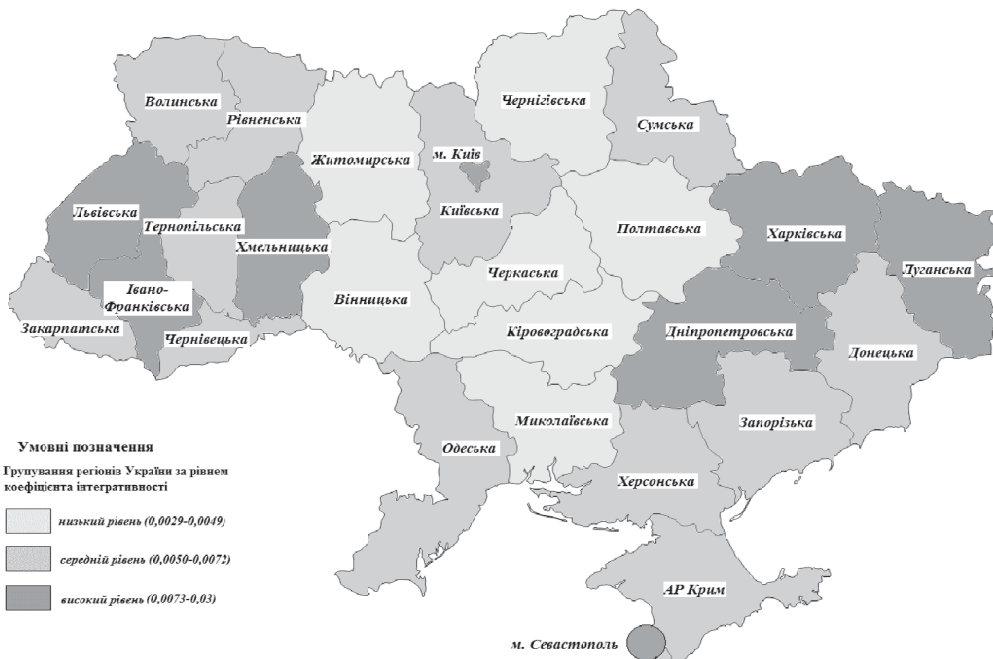 Чернігівська
Волинська
Рівненська
Сумська
Житомирська
м. Київ
Львівська
Київська
Тернопільська
Хмельницька
Полтавська
Харківська
Луганська
Черкаська
Івано-
Франківська
Вінницька
Закарпатська
Чернівецька
Кіровоградська
Дніпропетровська
Донецька
Миколаївська
Запорізька
Одеська
Херсонська
Умовні позначення
Групування регіонів України за рівнем
коефіцієнта інтегративності
низький рівень (0,0029-0,0049)
середній рівень (0,0050-0,0072)
високий рівень (0,0073-0,03)
АР Крим
м. Севастополь